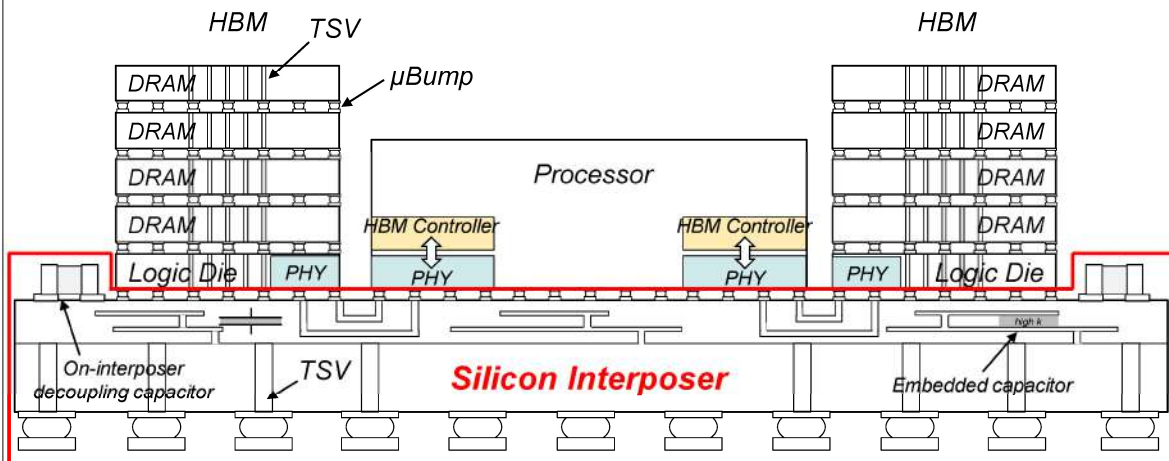 HBM
TSV
HBM
μBump
DRAM
DRAM
DRAM
DRAM
DRAM
DRAM
DRAM
DRAM
Processor
HBM Controller
HBM Controller
Logic Die
PHY
PHY
PHY
PHY
Logic Die
high k
On-interposer
decoupling capacitor
TSV
Silicon Interposer
Embedded capacitor